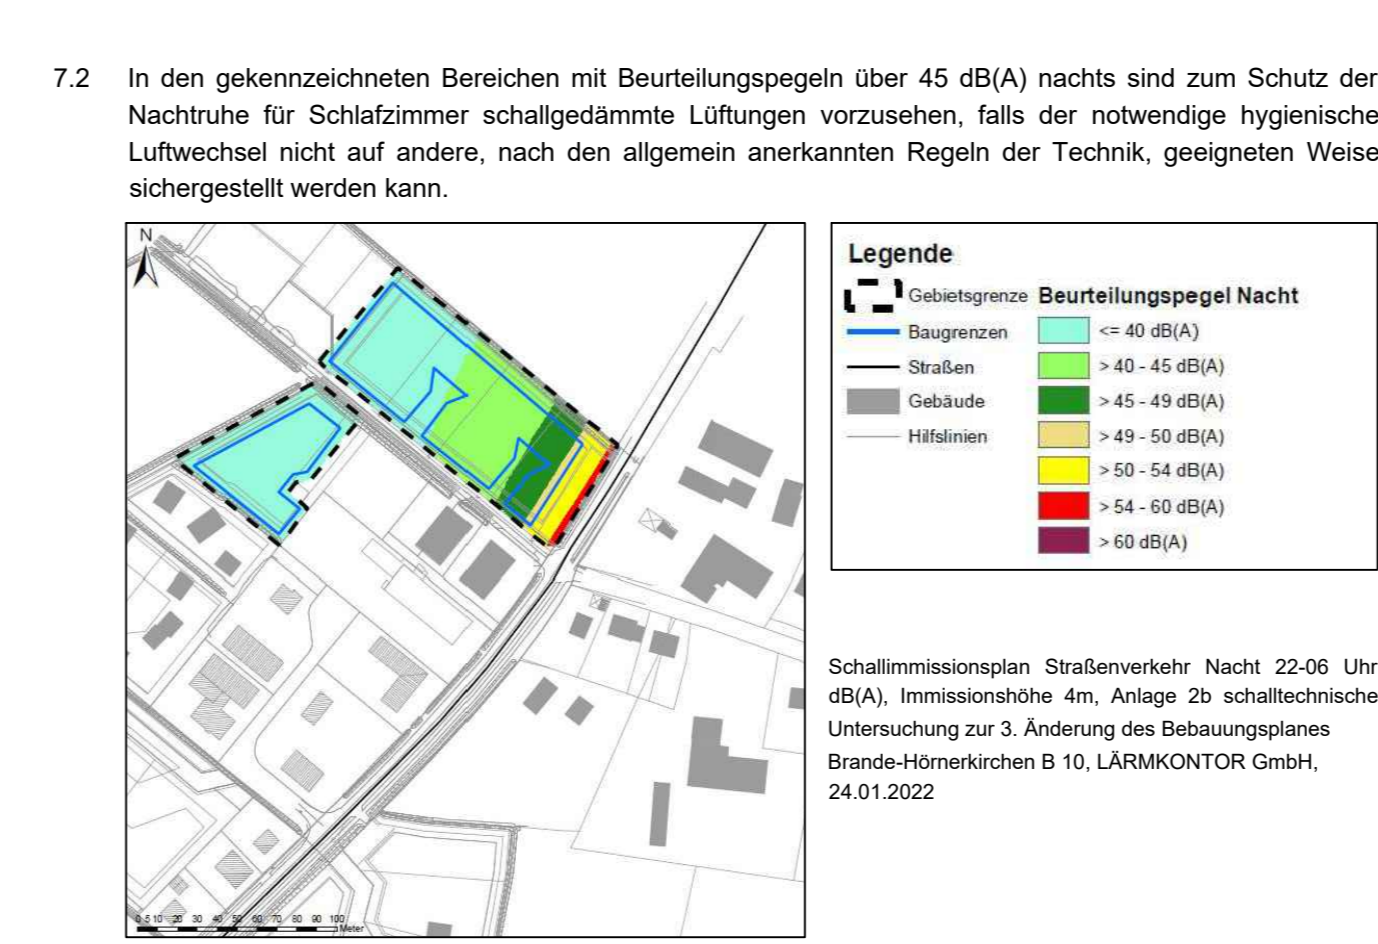 7.2 In den gekennzeichneten Bereichen mit Beurteilungspegeln über 45 dB(A) nachts sind zum Schutz der
Nachtruhe für Schlafzimmer schallgedämmte Lüftungen vorzusehen, falls der notwendige hygienische
Luftwechsel nicht auf andere, nach den allgemein anerkannten Regeln der Technik, geeigneten Weise
sichergestellt werden kann.
N
0 5 10 20 30 40 50 60 70 80 90 100
Meter
Legende
Gebietsgrenze
Baugrenzen
Straßen
Gebäude
Hilfslinien
Beurteilungspegel Nacht
<= 40 dB(A)
> 40 - 45 dB(A)
> 45 - 49 dB(A)
> 49 - 50 dB(A)
> 50 - 54 dB(A)
> 54 - 60 dB(A)
> 60 dB(A)
Schallimmissionsplan Straßenverkehr Nacht 22-06 Uhr
dB(A), Immissionshöhe 4m, Anlage 2b schalltechnische
Untersuchung zur 3. Änderung des Bebauungsplanes
Brande-Hörnerkirchen B 10, LÄRMKONTOR GmbH,
24.01.2022